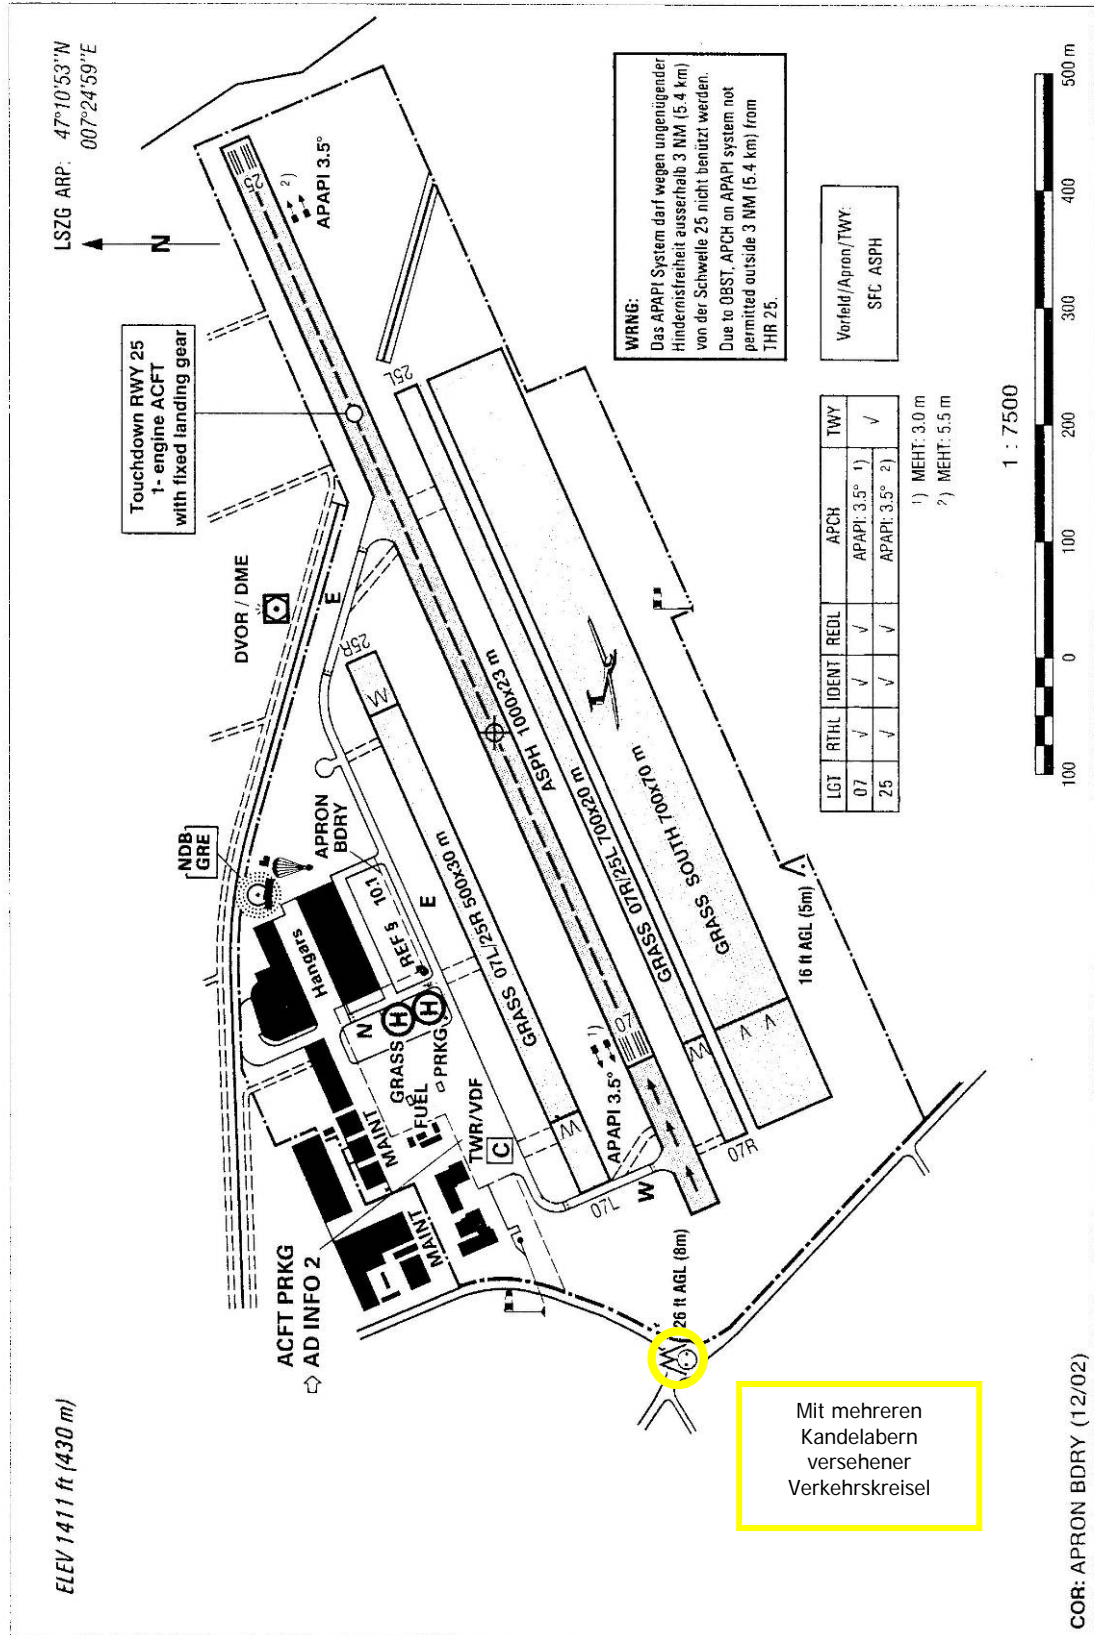 ELEV 1411 ft (430 m)
LSZG ARP: 47°10'53"N
007°24'59"E
N
Touchdown RWY 25
1- engine ACFT
with fixed landing gear
DVOR / DME
NDB
GRE
APRON
BDRY
E
E
Hangars
REF 9 10.1
N
H
H
GRASS
PRKG
FUEL
MAINT
MAINT
TWR/VDF
C
ACFT PRKG
⇨ AD INFO 2
25
2)
APAPI 3.5°
25L
25R
GRASS 07L/25R 500x30 m
ASPH 1000x23 m
GRASS 07R/25L 700x20 m
GRASS SOUTH 700x70 m
APAPI 3.5°
1)
07
07L
W
07R
26 ft AGL (8m)
16 ft AGL (5m)
WRNG:
Das APAPI System darf wegen ungenügender
Hindernisfreiheit ausserhalb 3 NM (5.4 km)
von der Schwelle 25 nicht benützt werden.
Due to OBST, APCH on APAPI system not
permitted outside 3 NM (5.4 km) from
THR 25.
Vorfeld/Apron/TWY:
SFC ASPH
LGT RTHL IDENT REDL APCH TWY
07 √ √ √ APAPI: 3.5° 1) √
25 √ √ √ APAPI: 3.5° 2)
1) MEHT: 3.0 m
2) MEHT: 5.5 m
1 : 7500
100 0 100 200 300 400 500 m
Mit mehreren
Kandelabern
versehener
Verkehrskreisel
COR: APRON BDRY (12/02)